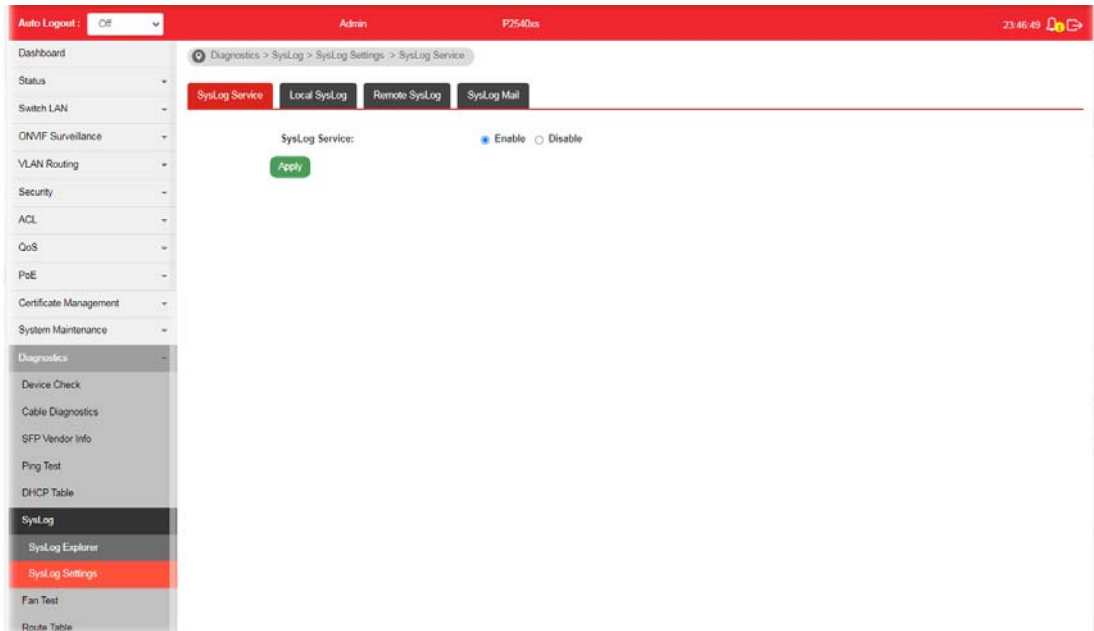 Auto Logout : Off Admin P2540xs 23:46:49 1
Dashboard
Diagnostics > SysLog > SysLog Settings > SysLog Service
Status
SysLog Service Local SysLog Remote SysLog SysLog Mail
Switch LAN
ONVIF Surveillance
SysLog Service: Enable Disable
VLAN Routing
Apply
Security
ACL
QoS
PoE
Certificate Management
System Maintenance
Diagnostics
Device Check
Cable Diagnostics
SFP Vendor Info
Ping Test
DHCP Table
SysLog
SysLog Explorer
SysLog Settings
Fan Test
Route Table